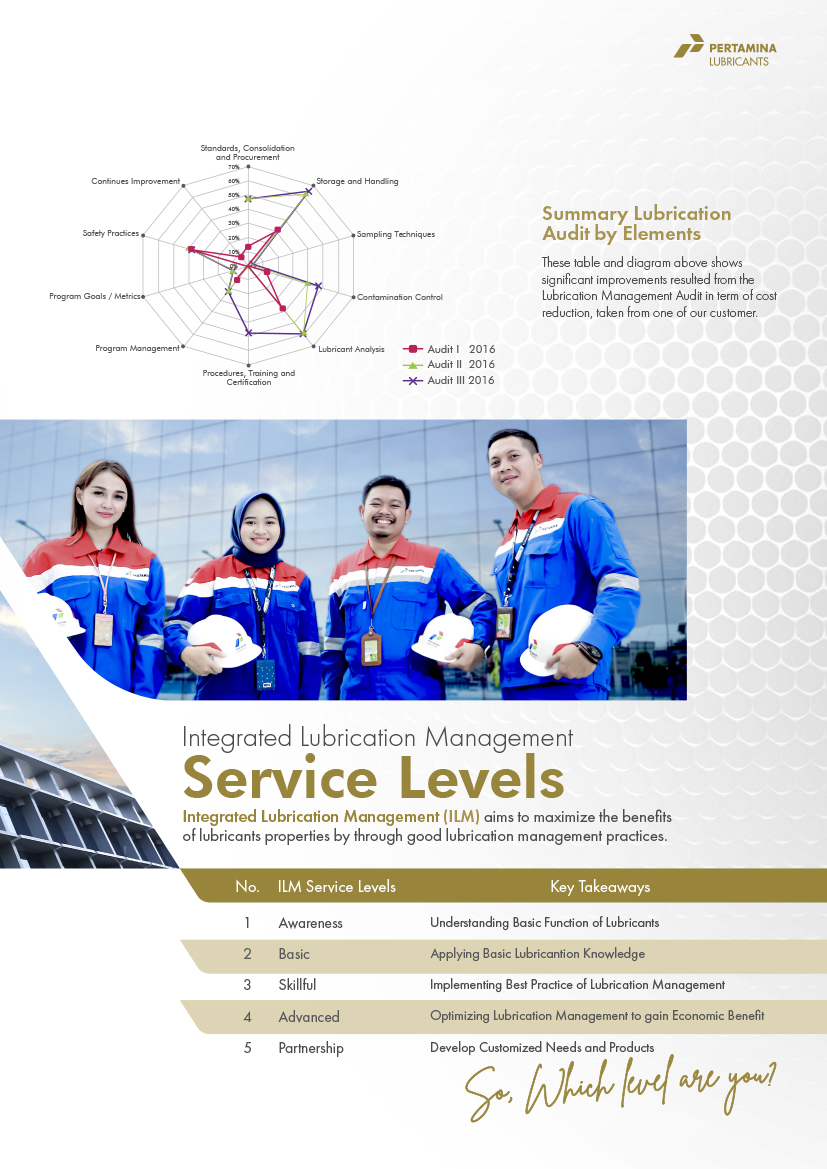 PERTAMINA
LUBRICANTS
Standards, Consolidation
and Procurement
70%
60%
50%
40%
30%
20%
10%
0%
Continues Improvement
Storage and Handling
Safety Practices
Sampling Techniques
Program Goals / Metrics
Contamination Control
Program Management
Lubricant Analysis
Procedures, Training and
Certification
Audit I 2016
Audit II 2016
Audit III 2016
Summary Lubrication
Audit by Elements
These table and diagram above shows
significant improvements resulted from the
Lubrication Management Audit in term of cost
reduction, taken from one of our customer.
PERTAMINA
Integrated Lubrication Management
Service Levels
Integrated Lubrication Management (ILM) aims to maximize the benefits
of lubricants properties by through good lubrication management practices.
No. ILM Service Levels Key Takeaways
1 Awareness Understanding Basic Function of Lubricants
2 Basic Applying Basic Lubricantion Knowledge
3 Skillful Implementing Best Practice of Lubrication Management
4 Advanced Optimizing Lubrication Management to gain Economic Benefit
5 Partnership Develop Customized Needs and Products
So, Which level are you?